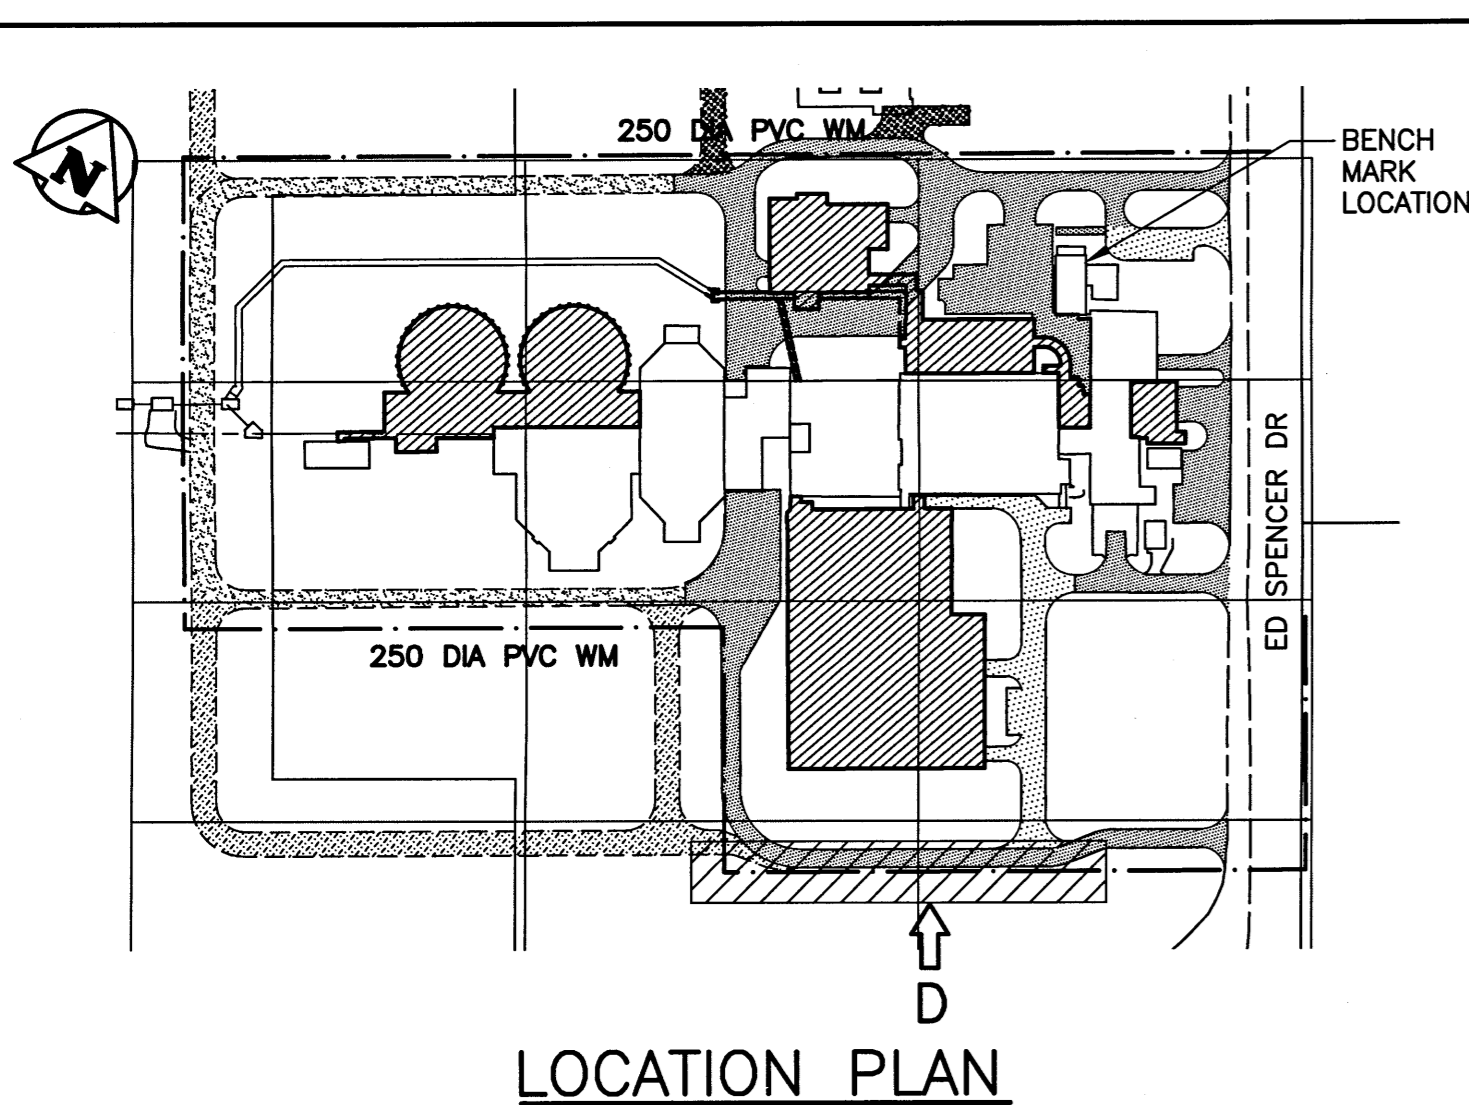 250 DIA PVC WM
BENCH
MARK
LOCATION
N
ED SPENCER DR
250 DIA PVC WM
D
LOCATION PLAN